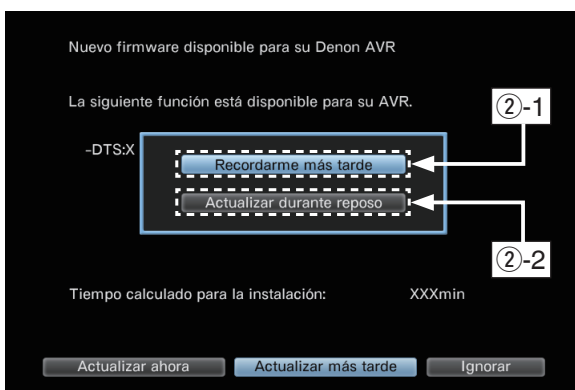 Nuevo firmware disponible para su Denon AVR
La siguiente función está disponible para su AVR.
②-1
-DTS:X
Recordarme más tarde
Actualizar durante reposo
②-2
Tiempo calculado para la instalación: XXXmin
Actualizar ahora Actualizar más tarde Ignorar